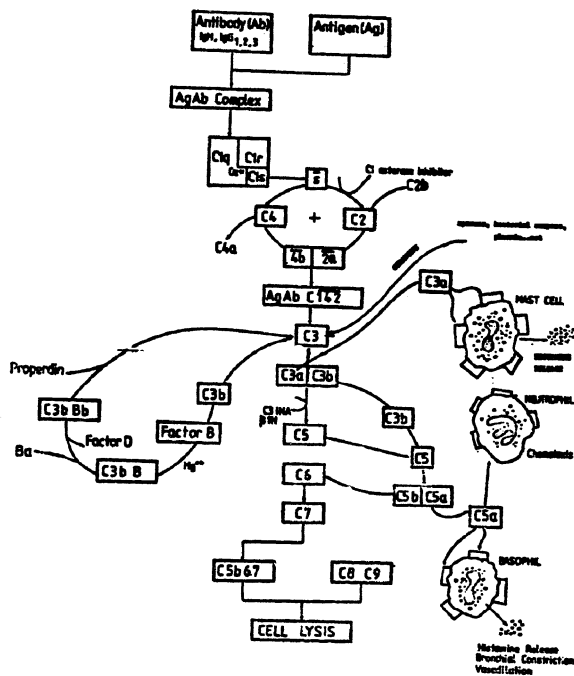 Antibody (Ab)
IgM, IgG 1,2,3
Antigen (Ag)
AgAb Complex
C1q
C1r
C1s
s
C1 esterase inhibitor
C2b
C4
+
C2
C4a
4b
2a
AgAb C142
C3
C3a
MAST CELL
Properdin
C3b
C3a
C3b
NEUTROPHIL
C3b Bb
C3 INA
β1H
C3b
Factor D
Factor B
C5
C5
Chemotaxis
Ba
C3b B
Mg++
C6
C5b
C5a
C5a
C7
BASOPHIL
C5b67
C8 C9
CELL LYSIS
Histamine Release
Bronchial Constriction
Vasodilation